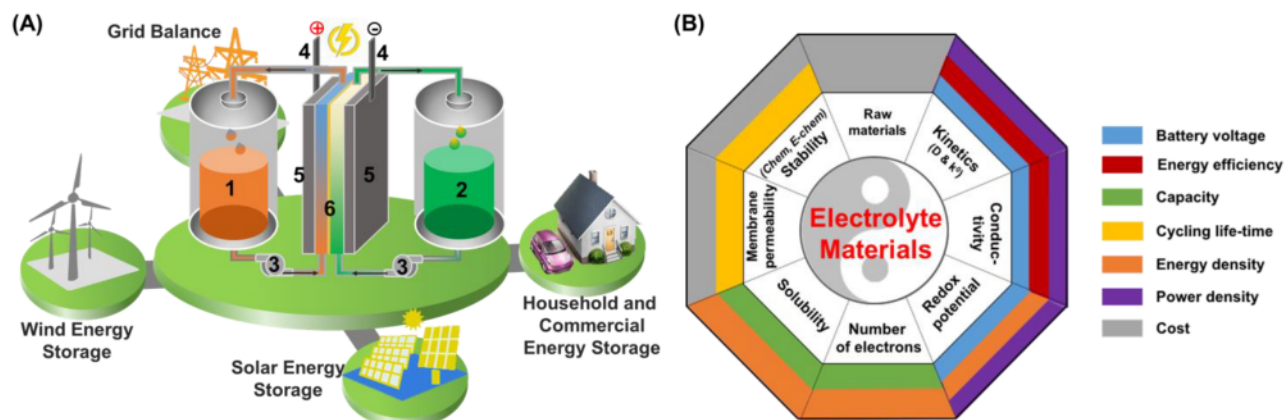 (A)
Grid Balance
4
4
1
5
6
5
2
3
3
Wind Energy
Storage
Solar Energy
Storage
Household and
Commercial
Energy Storage
(B)
Raw
materials
Kinetics
(D & k⁰)
Conduc-
tivity
Redox
potential
Number
of electrons
Solubility
Membrane
permeability
(Chem, E-chem)
Stability
Electrolyte
Materials
Battery voltage
Energy efficiency
Capacity
Cycling life-time
Energy density
Power density
Cost